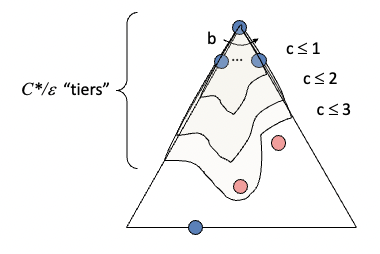 b
...
c ≤ 1
c ≤ 2
c ≤ 3
C*/ε “tiers”